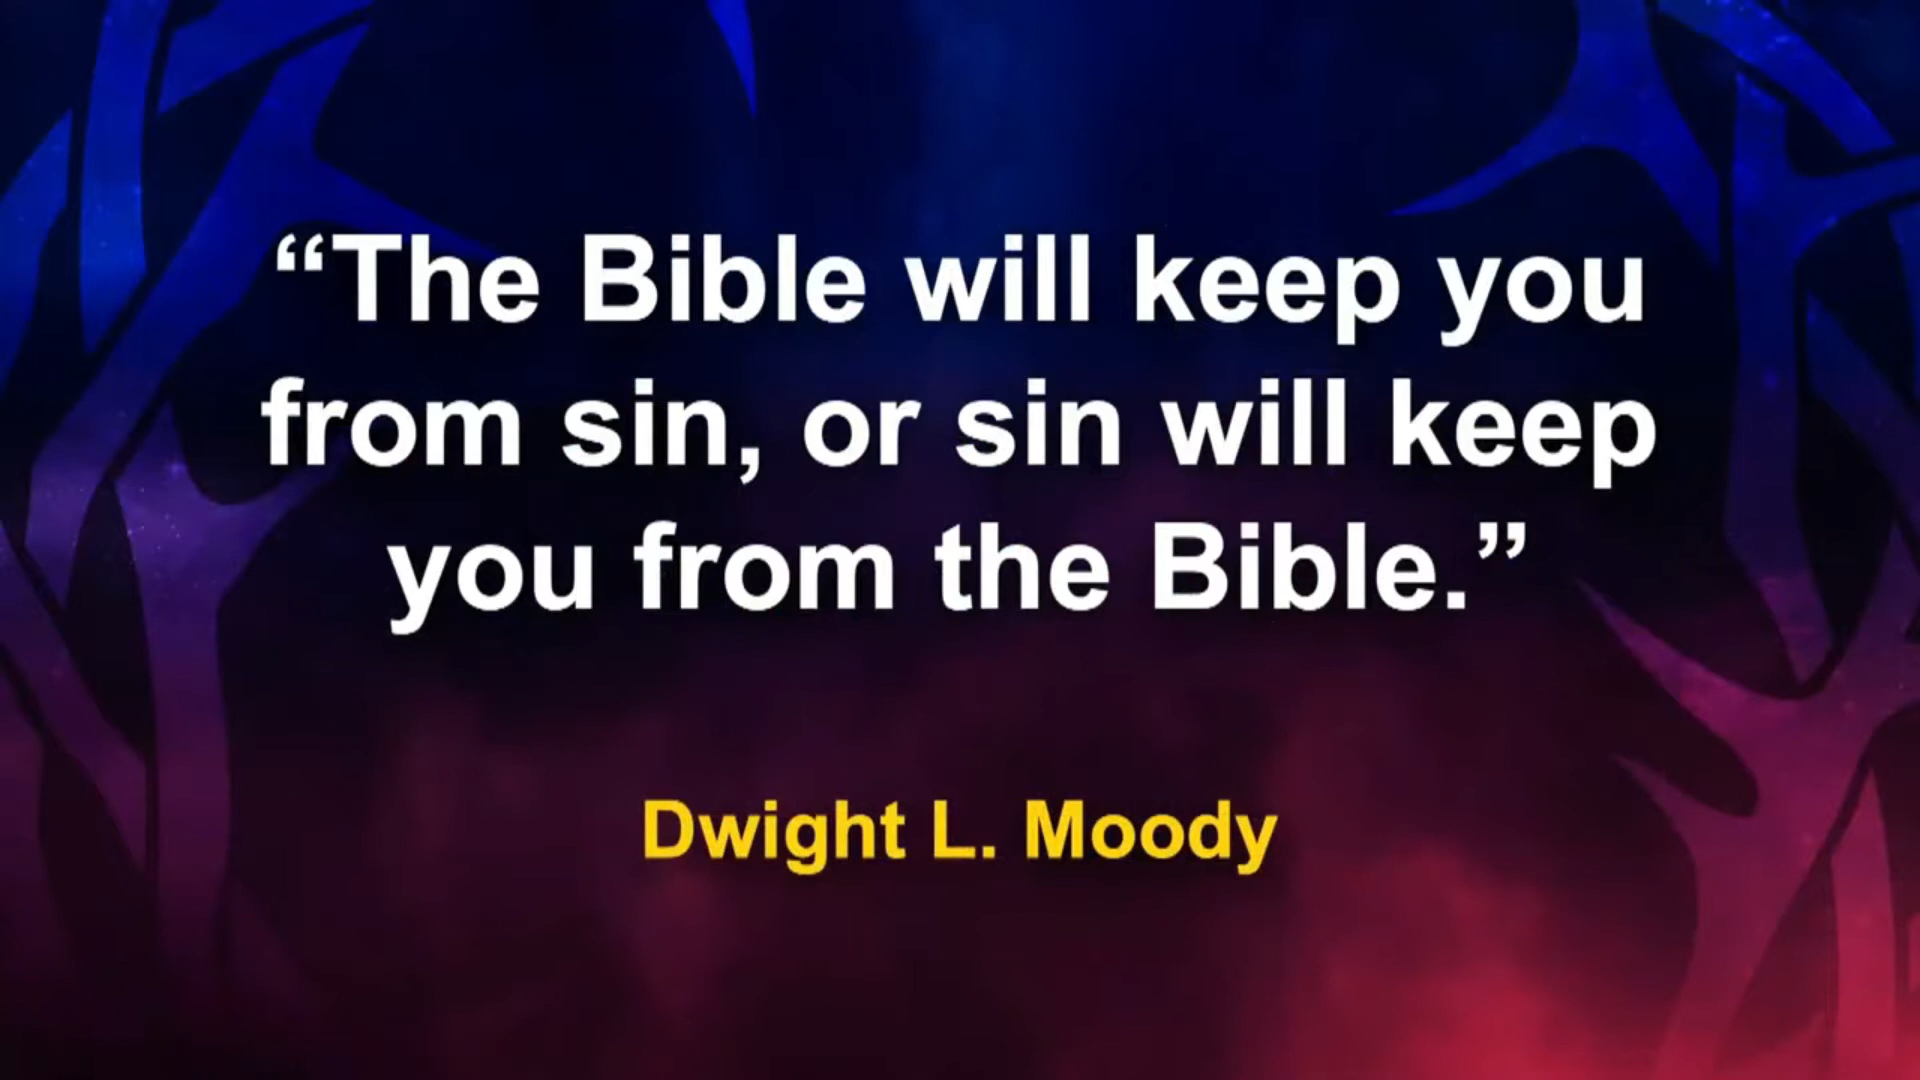 “The Bible will keep you
from sin, or sin will keep
you from the Bible.”
Dwight L. Moody